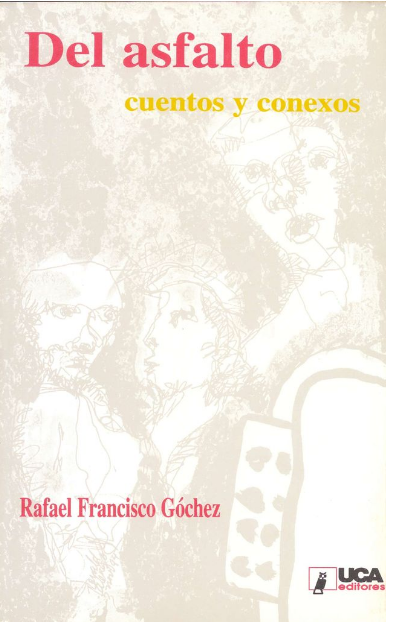 Del asfalto
cuentos y conexos
Rafael Francisco Góchez
UCA
editores